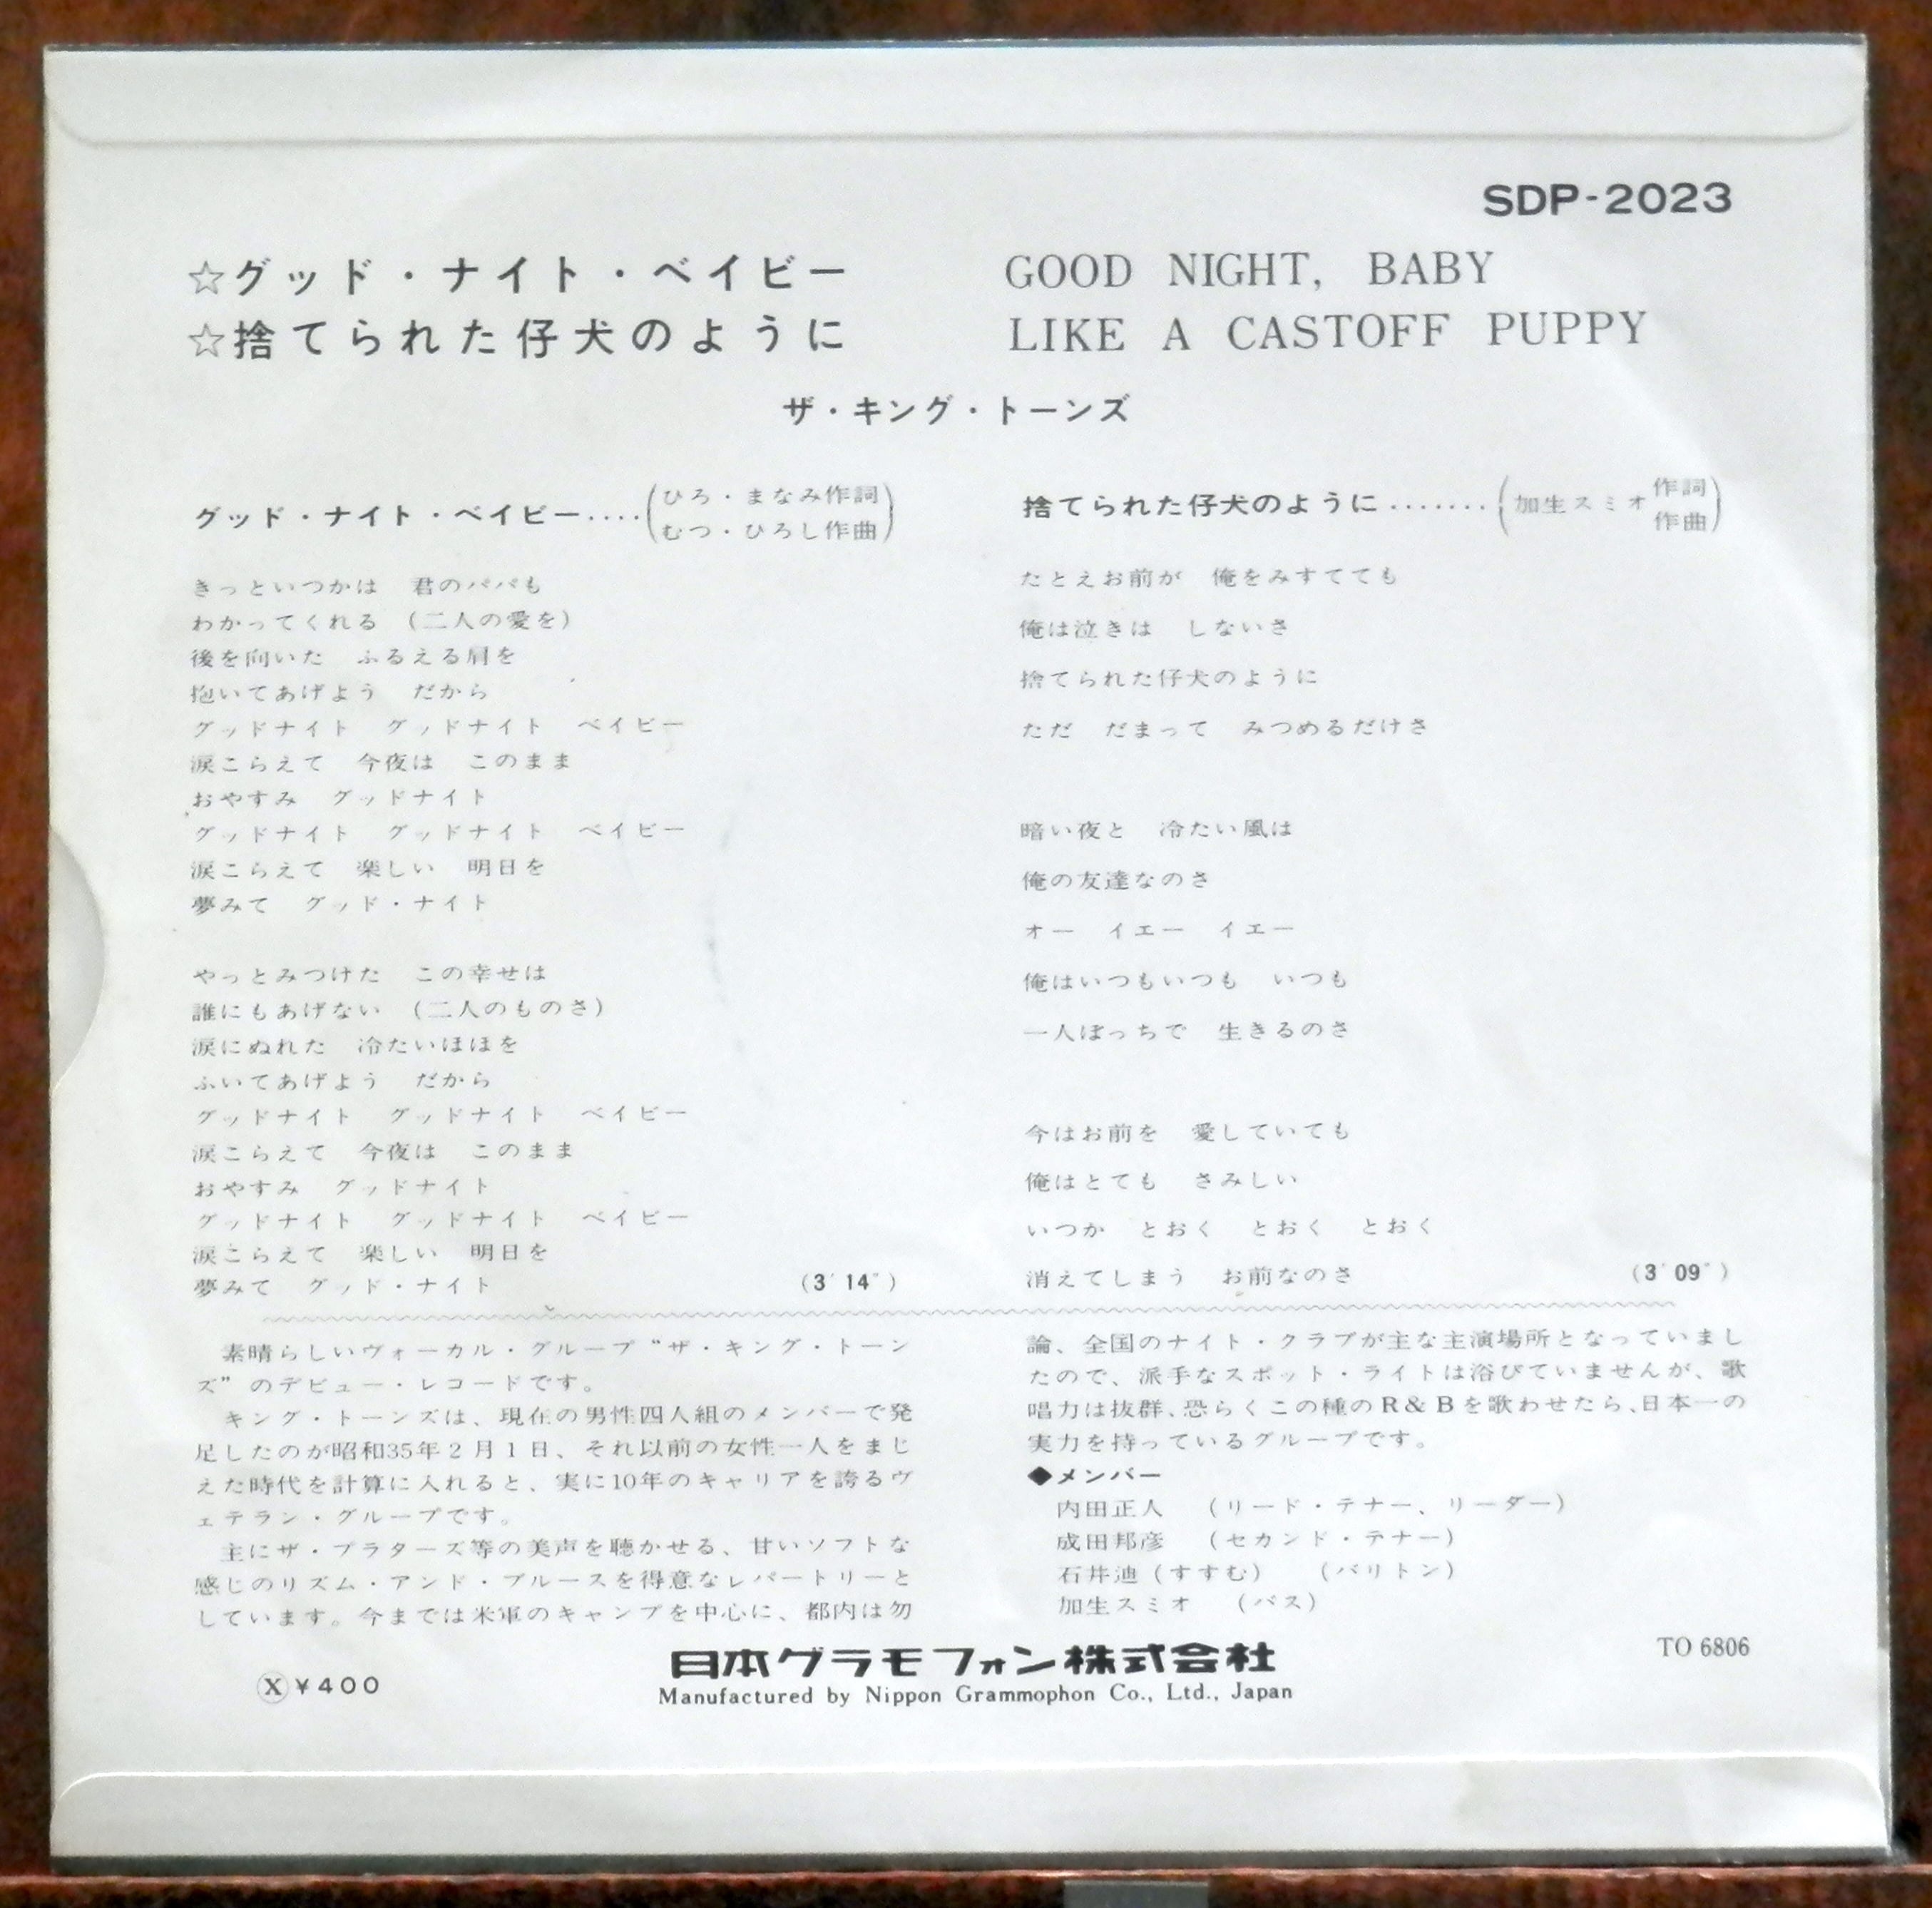 SDP-2023
☆グッド・ナイト・ベイビー　GOOD NIGHT, BABY
☆捨てられた仔犬のように　LIKE A CASTOFF PUPPY
ザ・キング・トーンズ
グッド・ナイト・ベイビー····(ひろ・まなみ作詞
むつ・ひろし作曲)
きっといつかは　君のパパも
わかってくれる　(二人の愛を)
後を向いた　ふるえる肩を
抱いてあげよう　だから
グッドナイト　グッドナイト　ベイビー
涙こらえて　今夜は　このまま
おやすみ　グッドナイト
グッドナイト　グッドナイト　ベイビー
涙こらえて　楽しい　明日を
夢みて　グッド・ナイト
やっとみつけた　この幸せは
誰にもあげない　(二人のものさ)
涙にぬれた　冷たいほほを
ふいてあげよう　だから
グッドナイト　グッドナイト　ベイビー
涙こらえて　今夜は　このまま
おやすみ　グッドナイト
グッドナイト　グッドナイト　ベイビー
涙こらえて　楽しい　明日を
夢みて　グッド・ナイト　(3′14″)
捨てられた仔犬のように·······(加生スミオ 作詞
作曲)
たとえお前が　俺をみすてても
俺は泣きは　しないさ
捨てられた仔犬のように
ただ　だまって　みつめるだけさ
暗い夜と　冷たい風は
俺の友達なのさ
オー　イエー　イエー
俺はいつもいつも　いつも
一人ぼっちで　生きるのさ
今はお前を　愛していても
俺はとても　さみしい
いつか　とおく　とおく　とおく
消えてしまう　お前なのさ　(3′09″)
素晴らしいヴォーカル・グループ“ザ・キング・トーン
ズ”のデビュー・レコードです。
キング・トーンズは、現在の男性四人組のメンバーで発
足したのが昭和35年2月1日、それ以前の女性一人をまじ
えた時代を計算に入れると、実に10年のキャリアを誇るヴ
ェテラン・グループです。
主にザ・プラターズ等の美声を聴かせる、甘いソフトな
感じのリズム・アンド・ブルースを得意なレパートリーと
しています。今までは米軍のキャンプを中心に、都内は勿
論、全国のナイト・クラブが主な主演場所となっていまし
たので、派手なスポット・ライトは浴びていませんが、歌
唱力は抜群、恐らくこの種のR&Bを歌わせたら、日本一の
実力を持っているグループです。
◆メンバー
内田正人　(リード・テナー、リーダー)
成田邦彦　(セカンド・テナー)
石井迪(すすむ)　(バリトン)
加生スミオ　(バス)
TO 6806
Ⓧ¥400
日本グラモフォン株式会社
Manufactured by Nippon Grammophon Co., Ltd., Japan